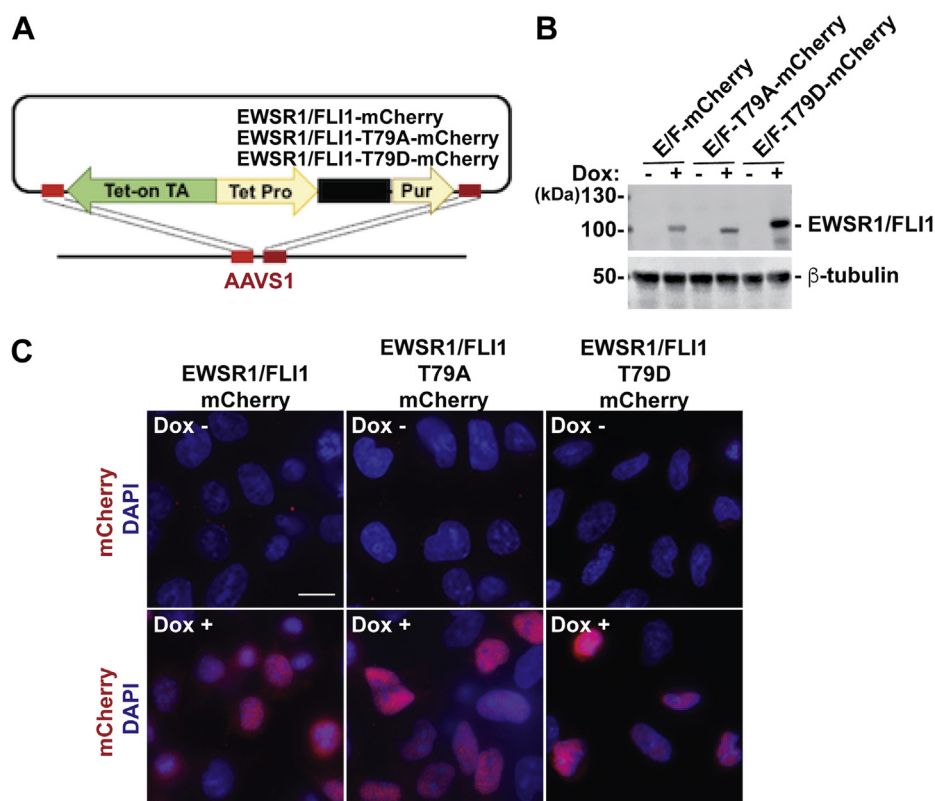 A
EWSR1/FLI1-mCherry
EWSR1/FLI1-T79A-mCherry
EWSR1/FLI1-T79D-mCherry
Tet-on TA
Tet Pro
Pur
AAVS1
B
E/F-mCherry
E/F-T79A-mCherry
E/F-T79D-mCherry
Dox: - + - + - +
(kDa) 130-
100-
- EWSR1/FLI1
50-
- β-tubulin
C
EWSR1/FLI1
mCherry
EWSR1/FLI1
T79A
mCherry
EWSR1/FLI1
T79D
mCherry
mCherry
DAPI
Dox -
Dox -
Dox -
mCherry
DAPI
Dox +
Dox +
Dox +